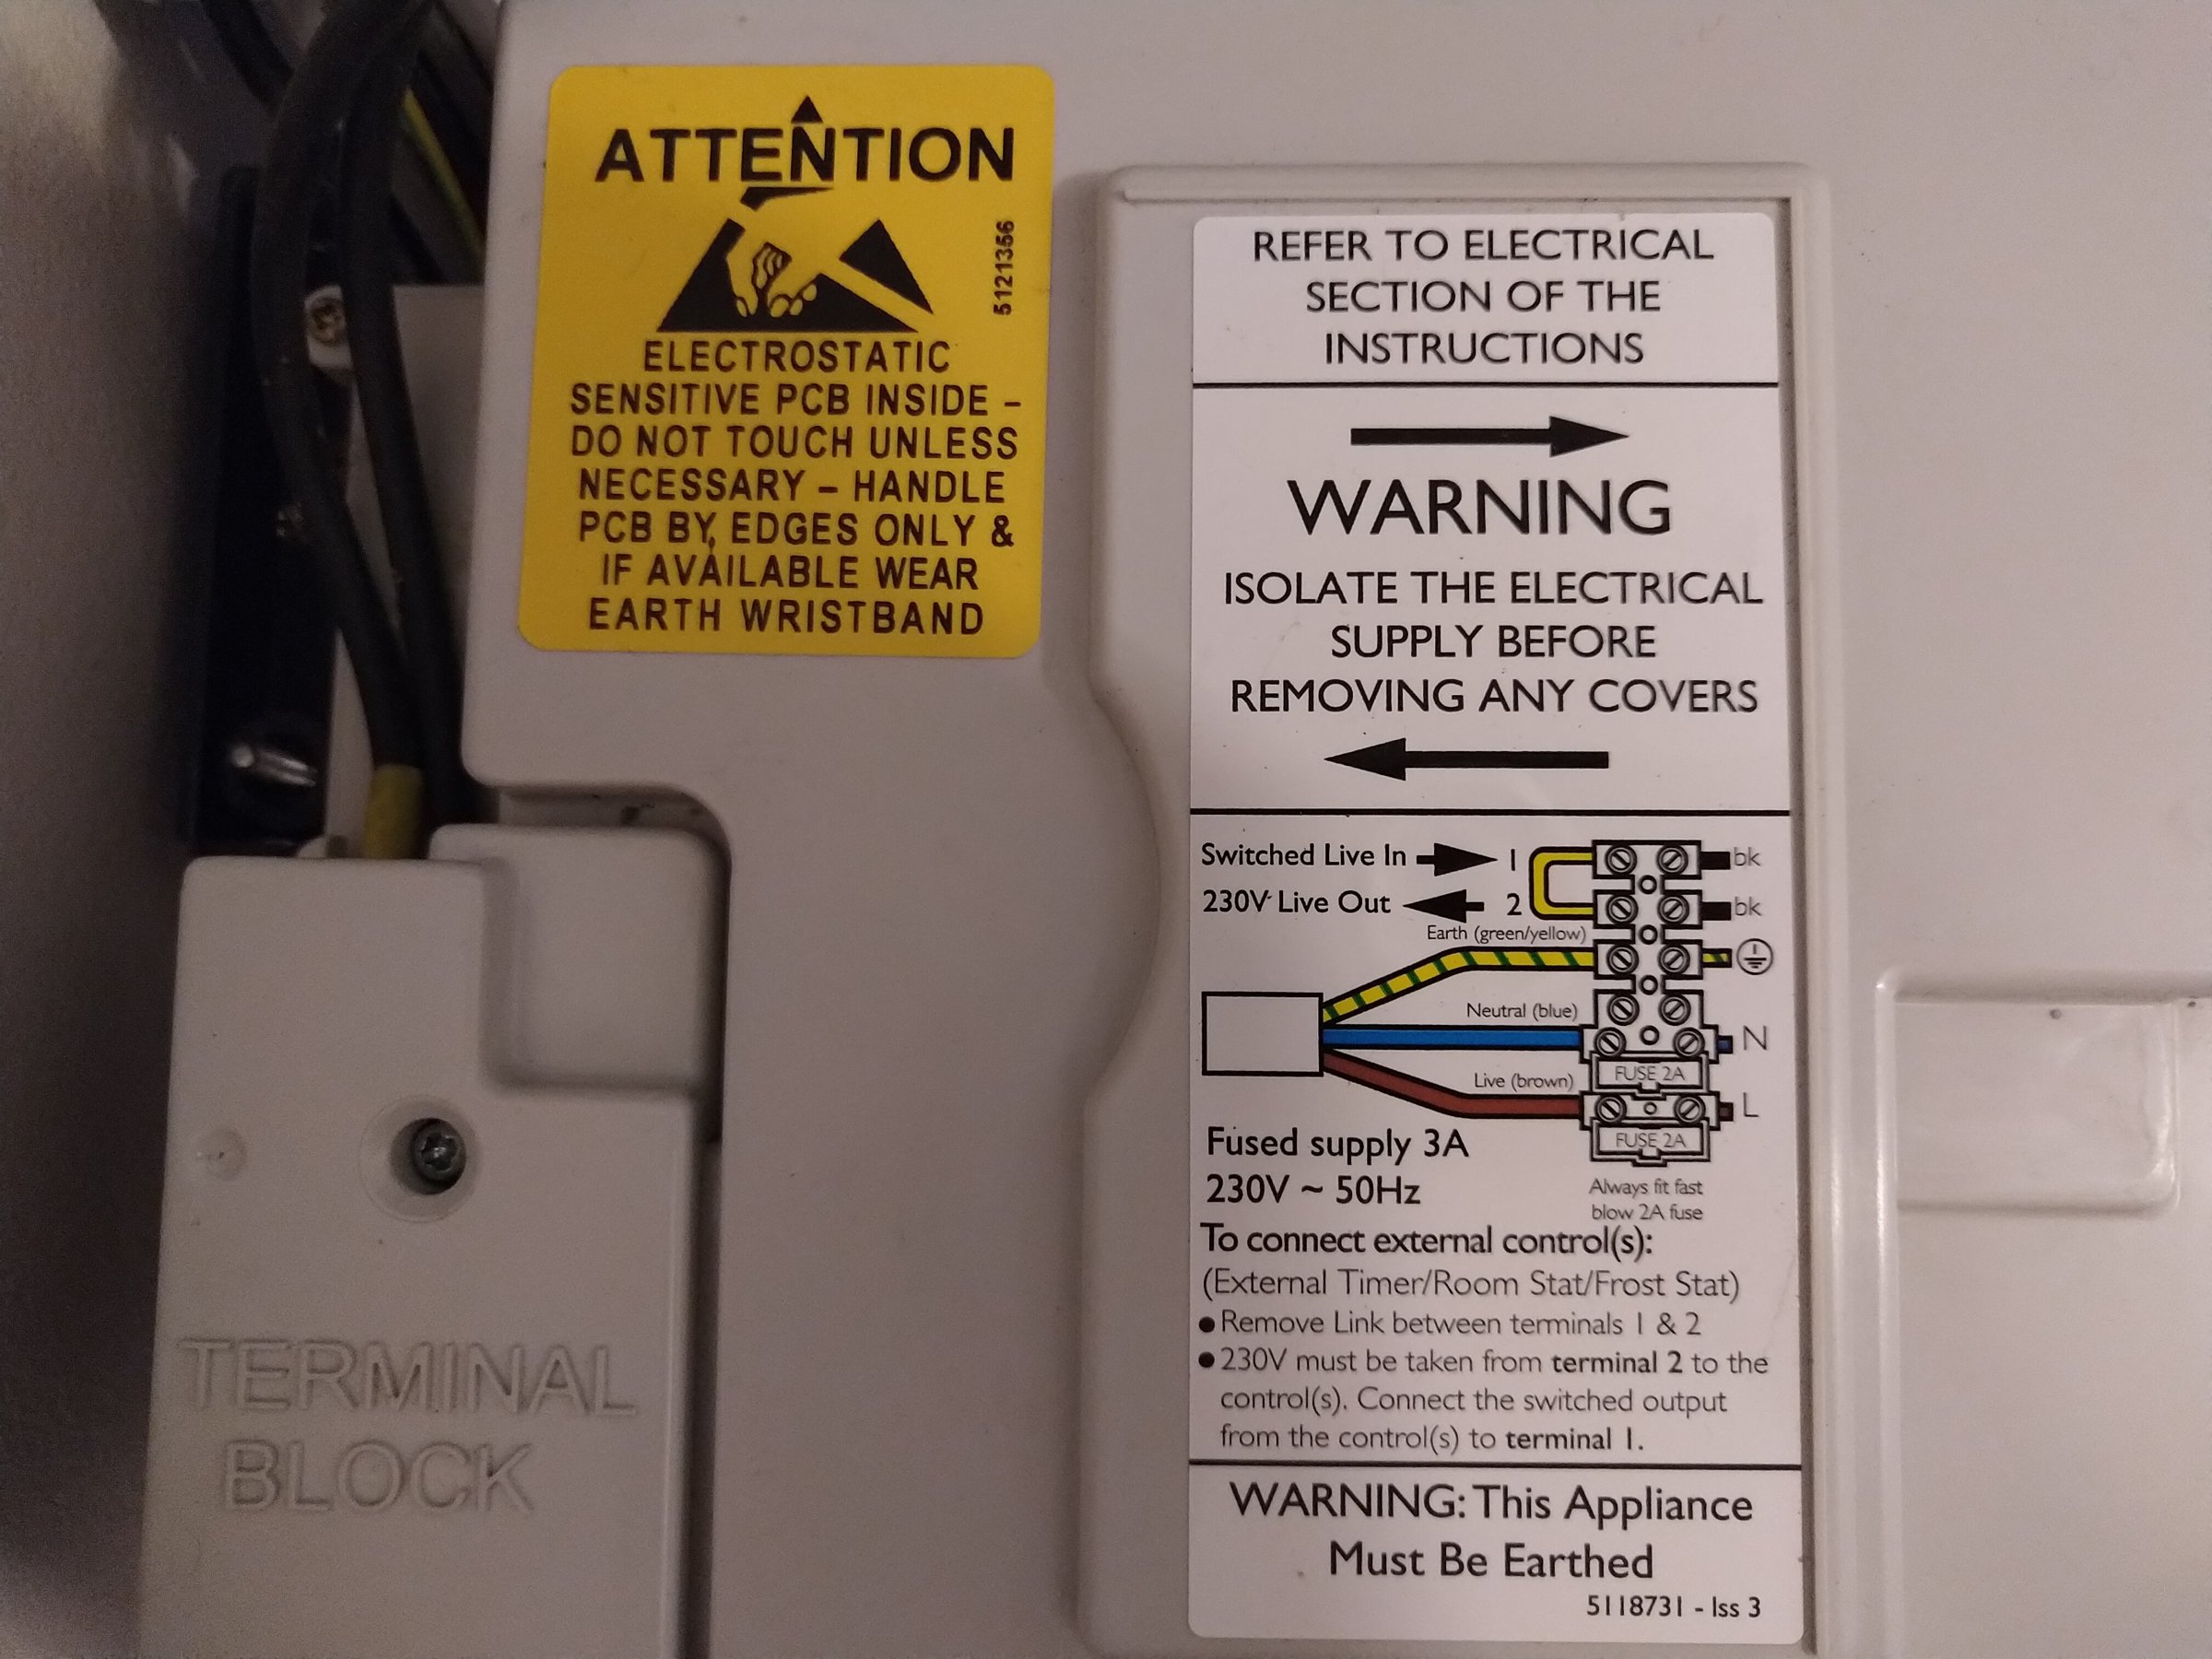 ATTENTION
5121356
ELECTROSTATIC
SENSITIVE PCB INSIDE -
DO NOT TOUCH UNLESS
NECESSARY - HANDLE
PCB BY EDGES ONLY &
IF AVAILABLE WEAR
EARTH WRISTBAND
TERMINAL
BLOCK
REFER TO ELECTRICAL
SECTION OF THE
INSTRUCTIONS
WARNING
ISOLATE THE ELECTRICAL
SUPPLY BEFORE
REMOVING ANY COVERS
Switched Live In 1 bk
230V Live Out 2 bk
Earth (green/yellow)
Neutral (blue) N
FUSE 2A
Live (brown) L
FUSE 2A
Fused supply 3A
230V ~ 50Hz
Always fit fast
blow 2A fuse
To connect external control(s):
(External Timer/Room Stat/Frost Stat)
● Remove Link between terminals 1 & 2
● 230V must be taken from terminal 2 to the
control(s). Connect the switched output
from the control(s) to terminal 1.
WARNING: This Appliance
Must Be Earthed
5118731 - Iss 3